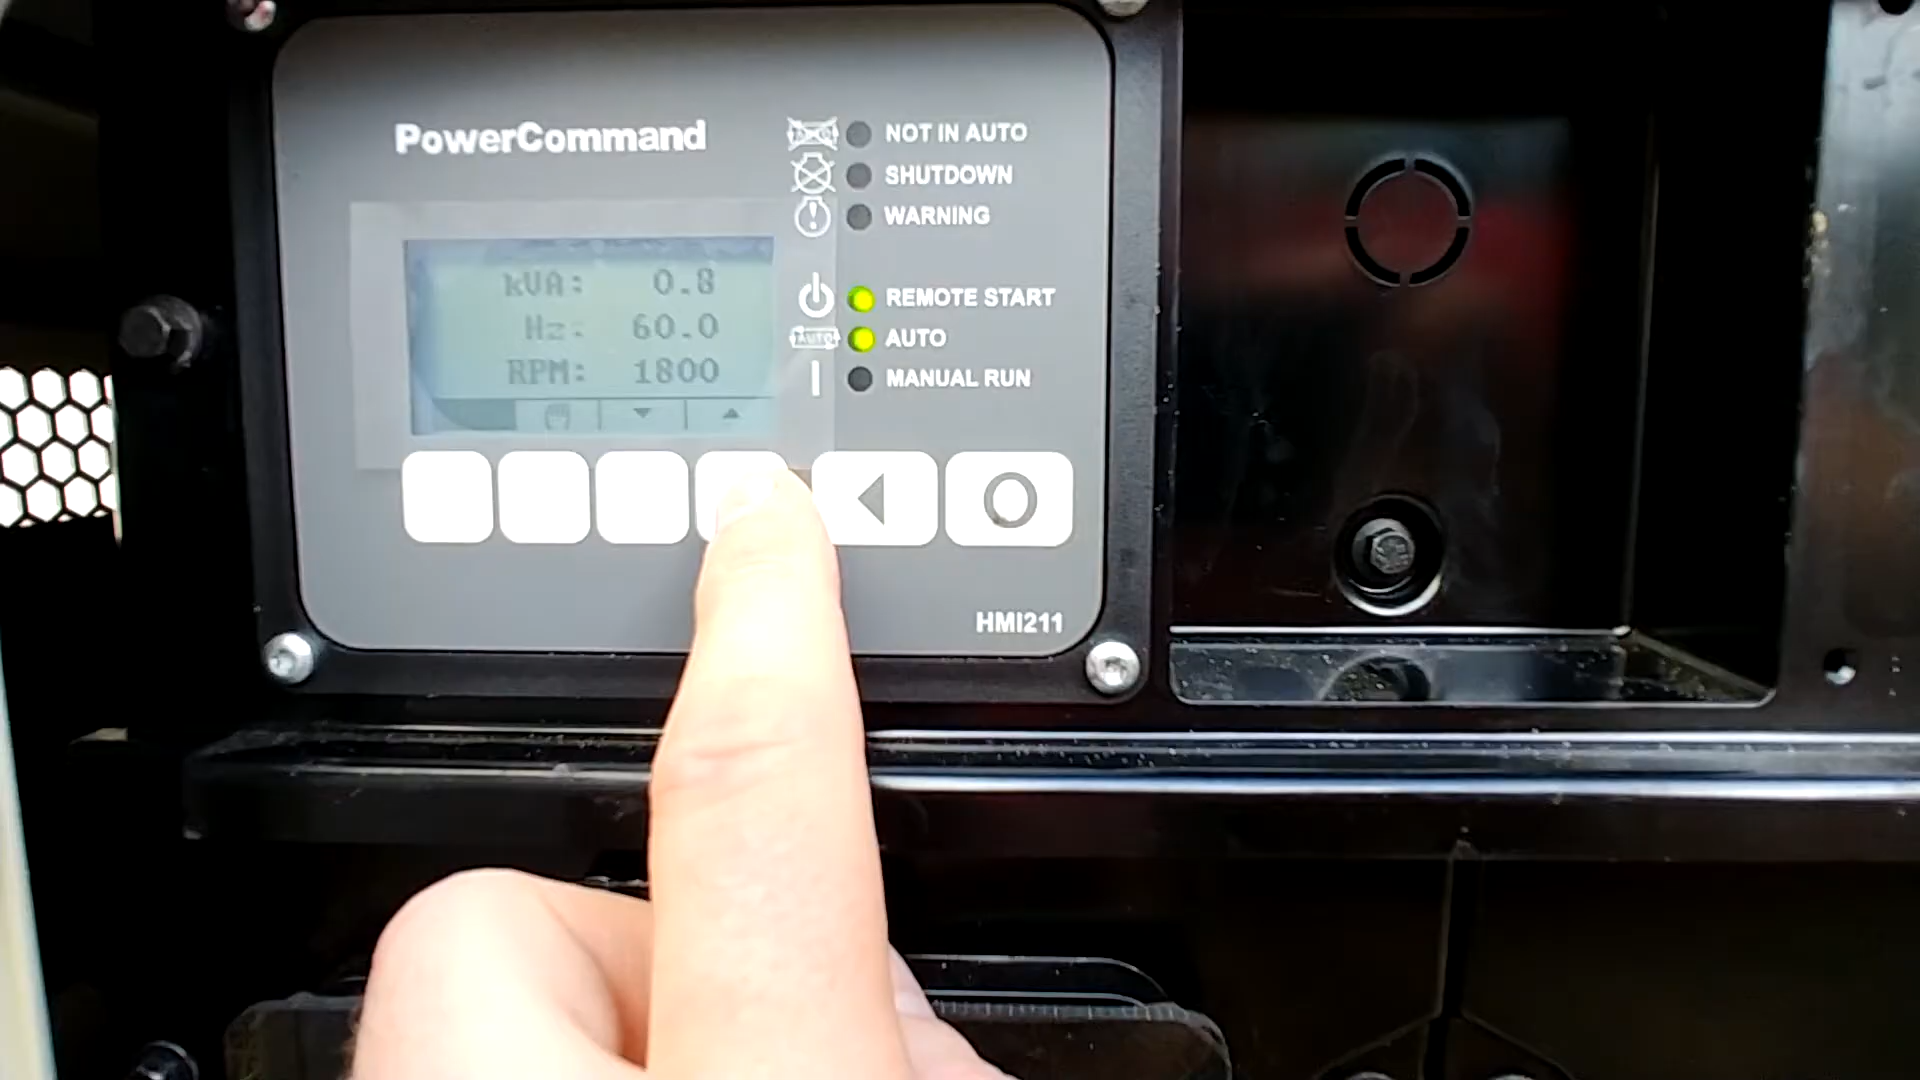 PowerCommand
NOT IN AUTO
SHUTDOWN
WARNING
kVA: 0.8
Hz: 60.0
RPM: 1800
REMOTE START
AUTO AUTO
MANUAL RUN
HMI211